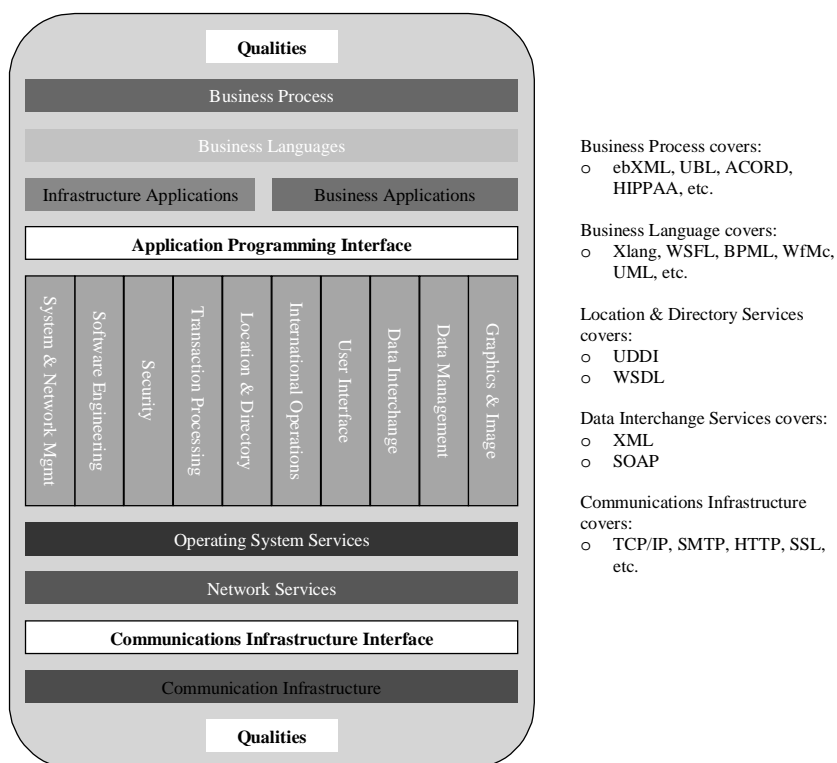 Qualities
Business Process
Business Languages
Infrastructure Applications
Business Applications
Application Programming Interface
System & Network Mgmt
Software Engineering
Security
Transaction Processing
Location & Directory
International Operations
User Interface
Data Interchange
Data Management
Graphics & Image
Operating System Services
Network Services
Communications Infrastructure Interface
Communication Infrastructure
Qualities
Business Process covers:
o ebXML, UBL, ACORD,
HIPPAA, etc.
Business Language covers:
o Xlang, WSFL, BPML, WfMc,
UML, etc.
Location & Directory Services
covers:
o UDDI
o WSDL
Data Interchange Services covers:
o XML
o SOAP
Communications Infrastructure
covers:
o TCP/IP, SMTP, HTTP, SSL,
etc.